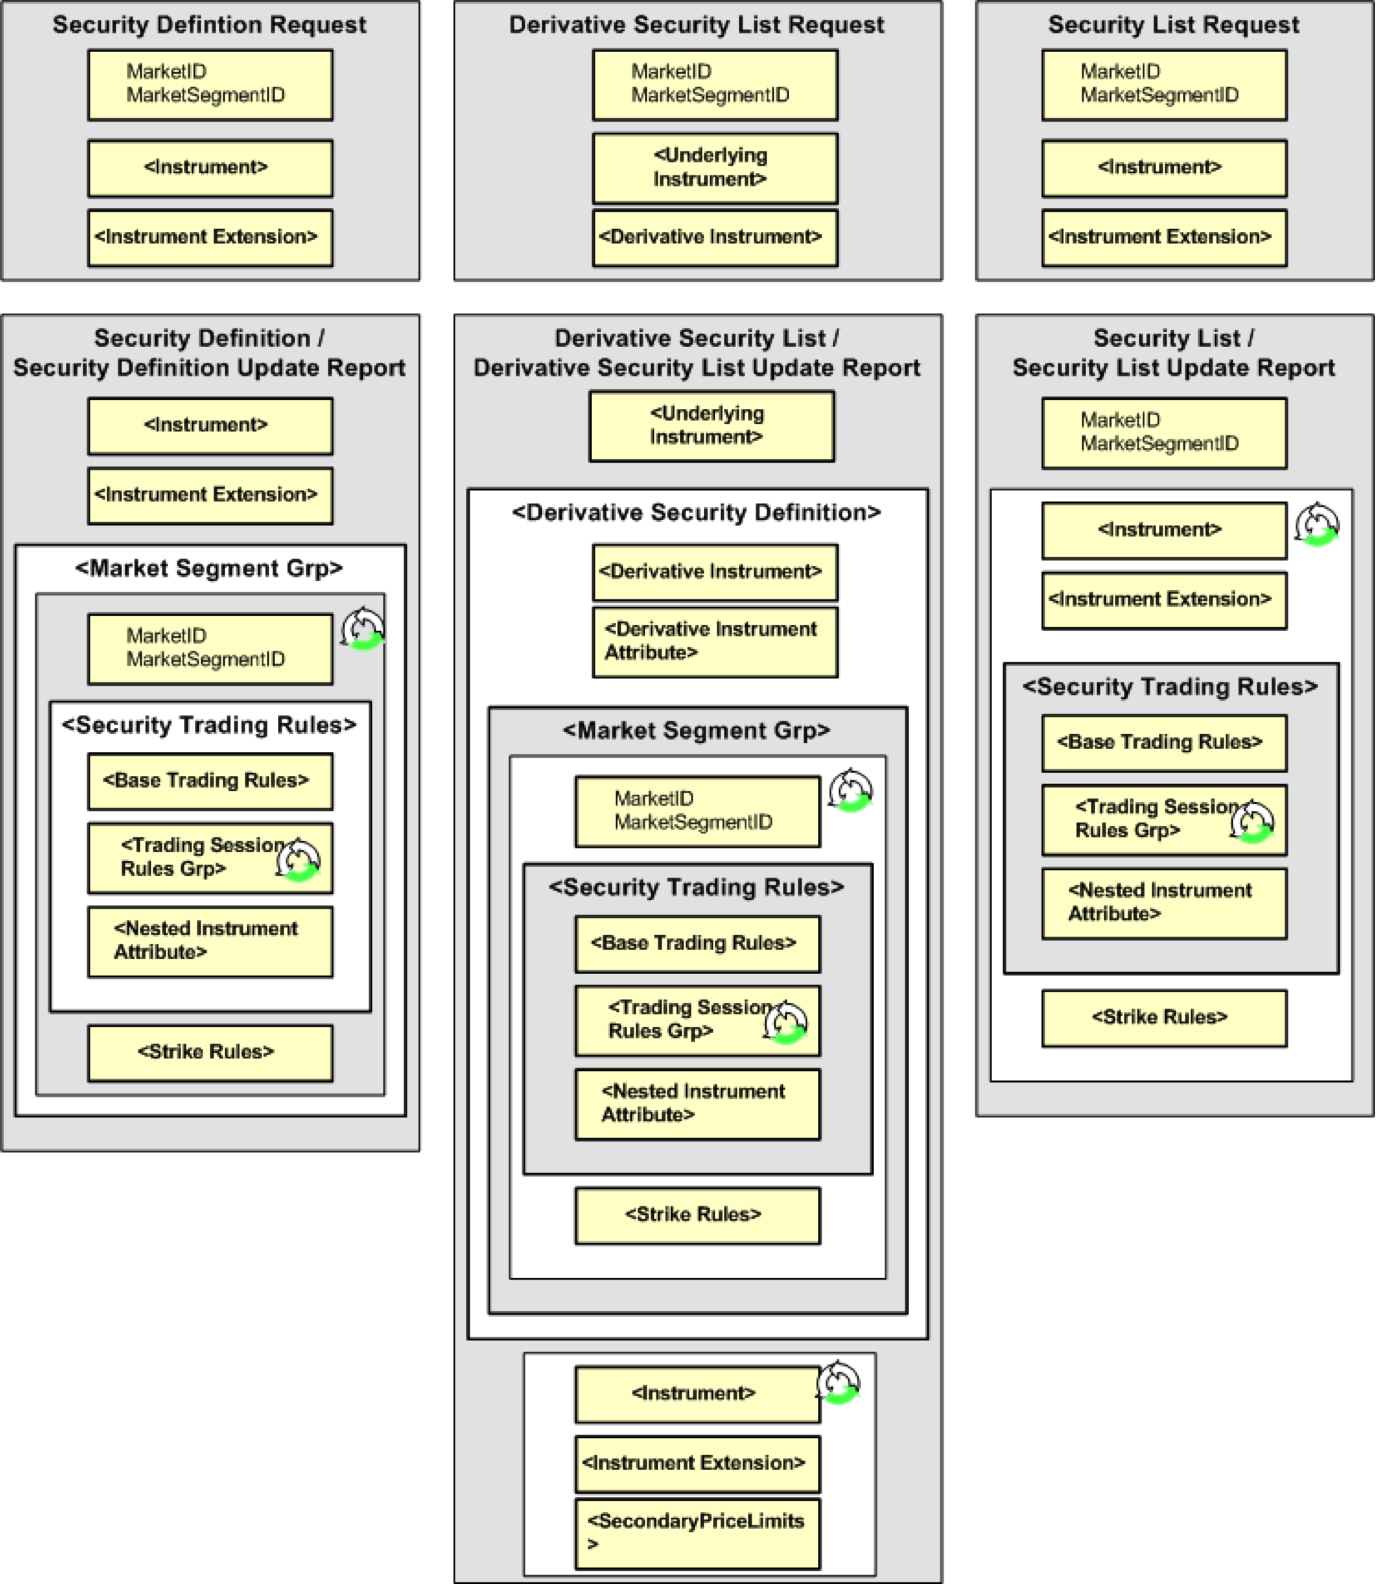 Security Defintion Request
MarketID
MarketSegmentID
<Instrument>
<Instrument Extension>
Derivative Security List Request
MarketID
MarketSegmentID
<Underlying
Instrument>
<Derivative Instrument>
Security List Request
MarketID
MarketSegmentID
<Instrument>
<Instrument Extension>
Security Definition /
Security Definition Update Report
<Instrument>
<Instrument Extension>
<Market Segment Grp>
MarketID
MarketSegmentID
<Security Trading Rules>
<Base Trading Rules>
<Trading Session
Rules Grp>
<Nested Instrument
Attribute>
<Strike Rules>
Derivative Security List /
Derivative Security List Update Report
<Underlying
Instrument>
<Derivative Security Definition>
<Derivative Instrument>
<Derivative Instrument
Attribute>
<Market Segment Grp>
MarketID
MarketSegmentID
<Security Trading Rules>
<Base Trading Rules>
<Trading Session
Rules Grp>
<Nested Instrument
Attribute>
<Strike Rules>
<Instrument>
<Instrument Extension>
<SecondaryPriceLimits
>
Security List /
Security List Update Report
MarketID
MarketSegmentID
<Instrument>
<Instrument Extension>
<Security Trading Rules>
<Base Trading Rules>
<Trading Session
Rules Grp>
<Nested Instrument
Attribute>
<Strike Rules>